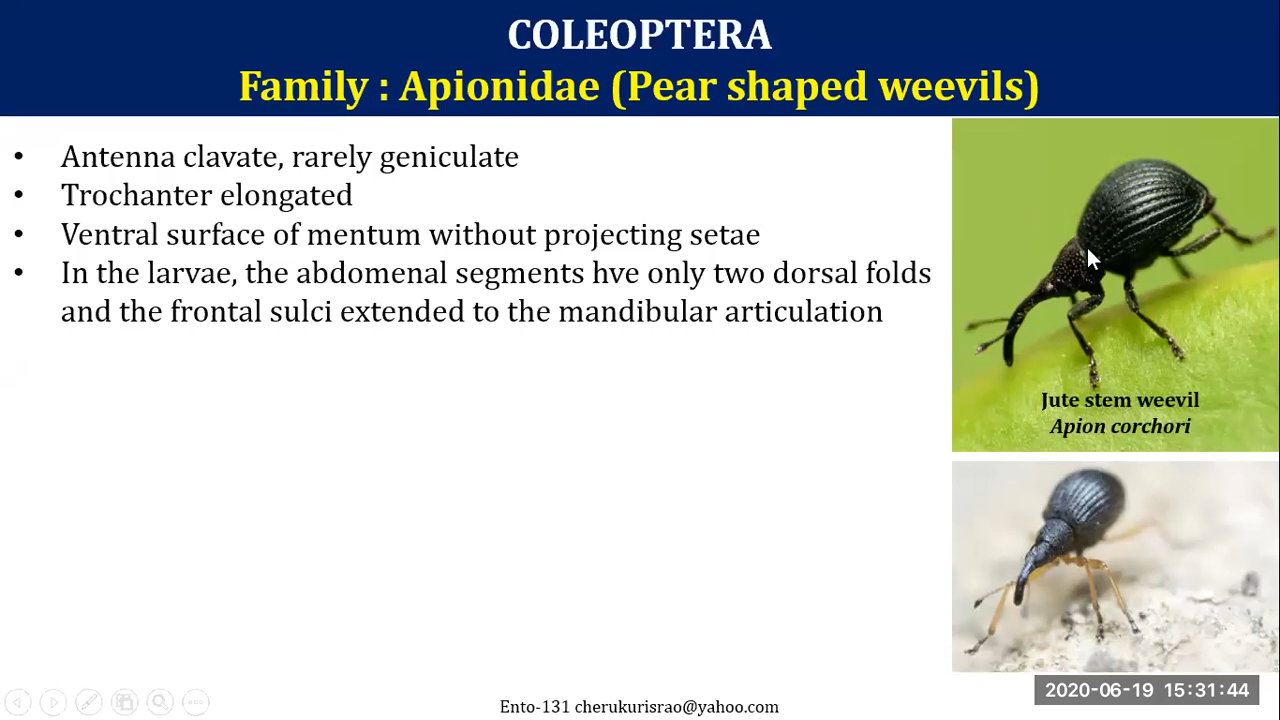 COLEOPTERA
Family : Apionidae (Pear shaped weevils)
• Antenna clavate, rarely geniculate
• Trochanter elongated
• Ventral surface of mentum without projecting setae
• In the larvae, the abdomenal segments hve only two dorsal folds
and the frontal sulci extended to the mandibular articulation
Jute stem weevil
Apion corchori
2020-06-19 15:31:44
Ento-131 cherukurisrao@yahoo.com